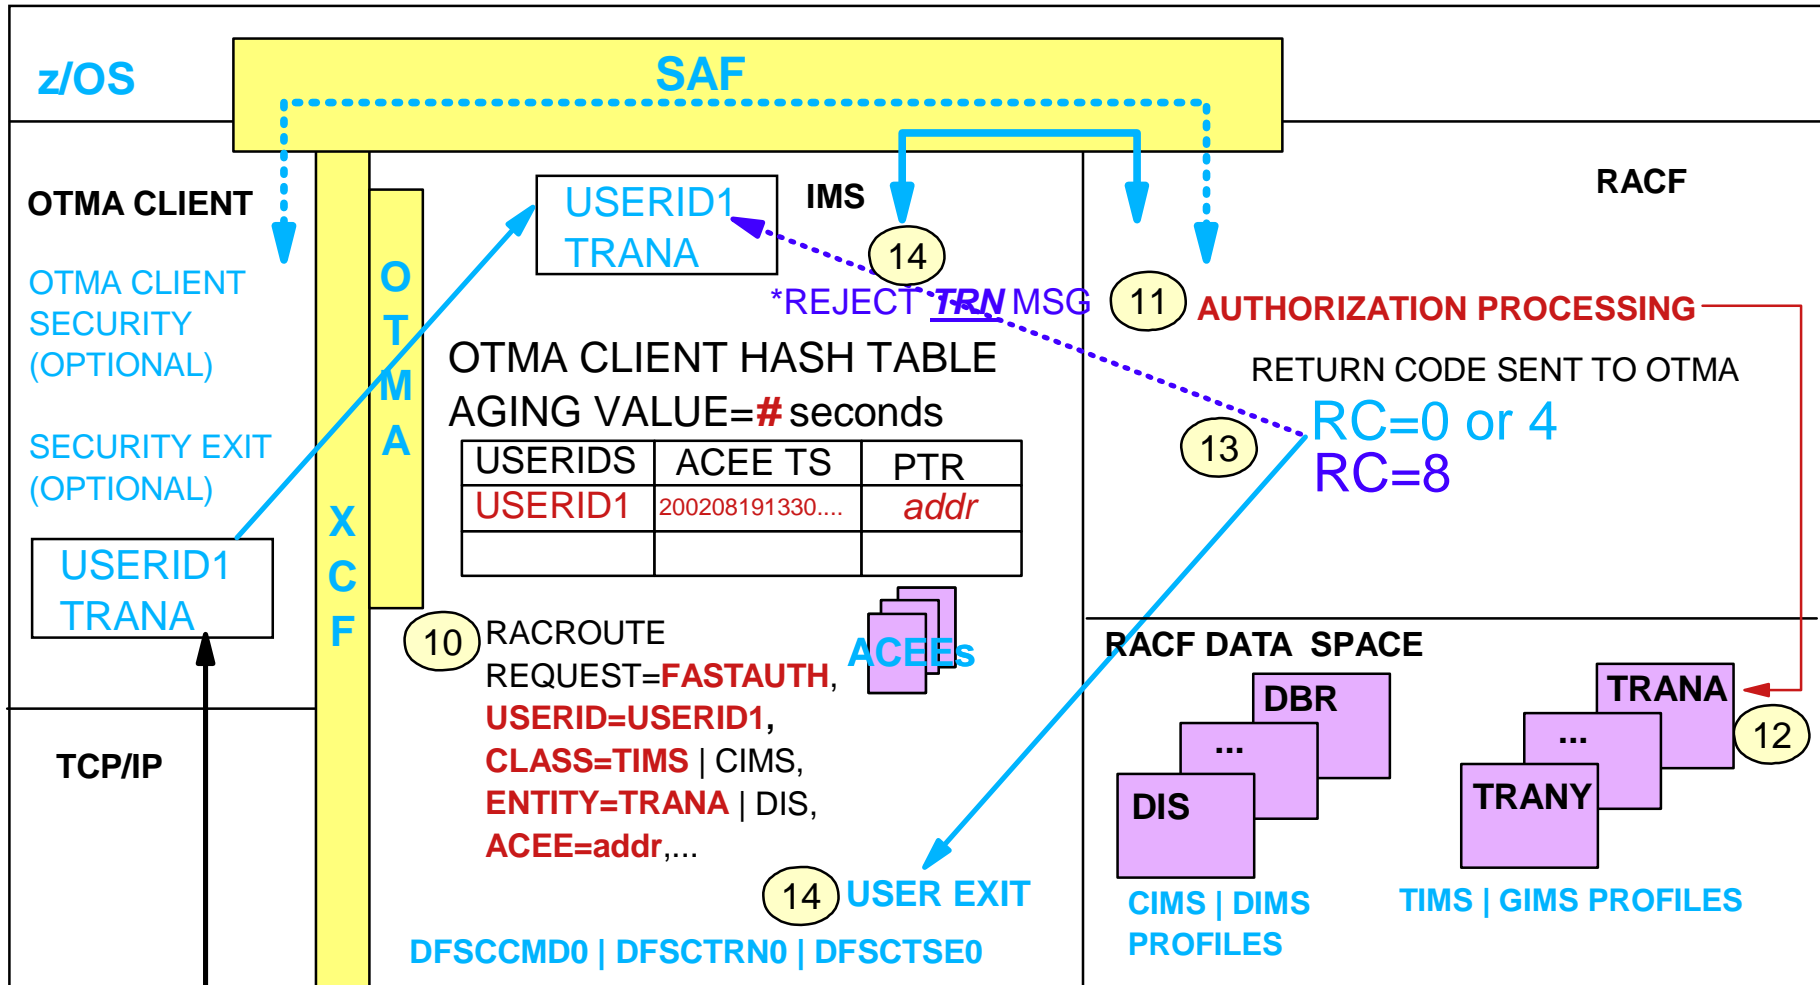 z/OS
SAF
OTMA CLIENT
OTMA CLIENT
SECURITY
(OPTIONAL)
SECURITY EXIT
(OPTIONAL)
USERID1
TRANA
TCP/IP
XCF
OTMA
USERID1
TRANA
IMS
14
*REJECT TRN MSG
OTMA CLIENT HASH TABLE
AGING VALUE=# seconds
USERIDS ACEE TS PTR
USERID1 200208191330.... addr
10
RACROUTE
REQUEST=FASTAUTH,
USERID=USERID1,
CLASS=TIMS | CIMS,
ENTITY=TRANA | DIS,
ACEE=addr,...
ACEEs
14 USER EXIT
DFSCCMD0 | DFSCTRN0 | DFSCTSE0
RACF
11 AUTHORIZATION PROCESSING
RETURN CODE SENT TO OTMA
13
RC=0 or 4
RC=8
RACF DATA SPACE
DBR
...
DIS
CIMS | DIMS
PROFILES
TRANA
...
TRANY
12
TIMS | GIMS PROFILES